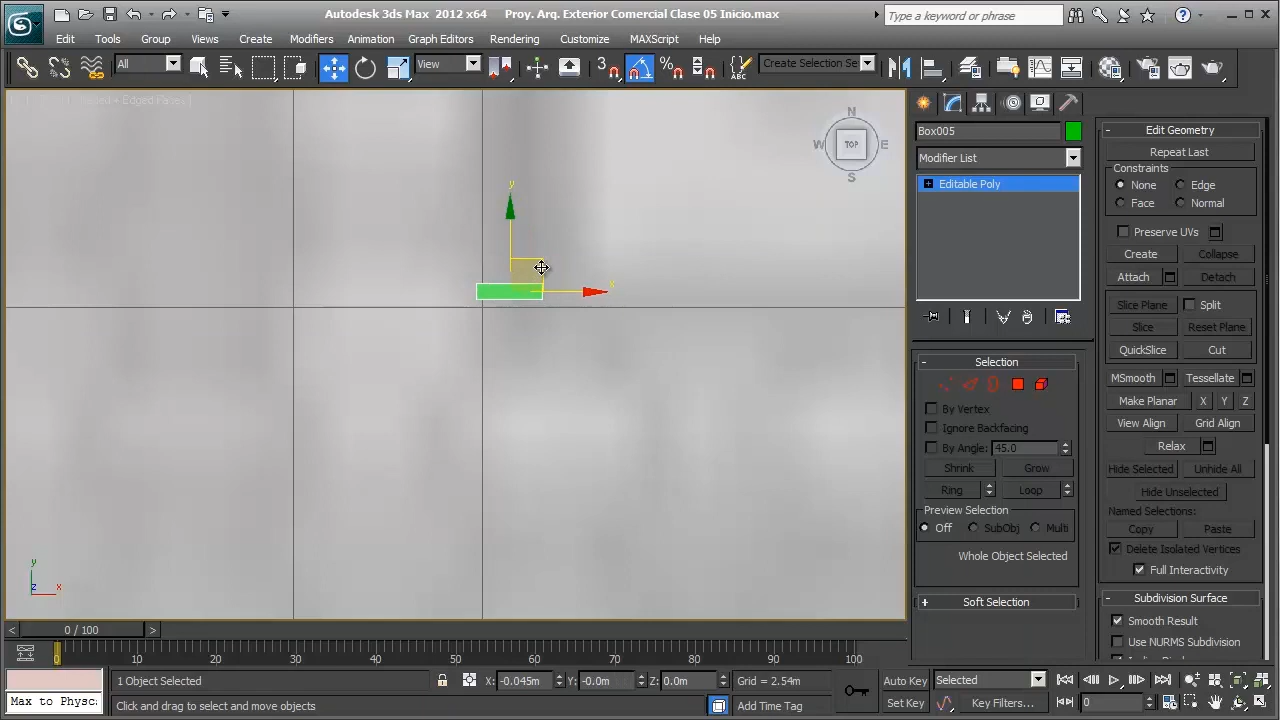 Autodesk 3ds Max 2012 x64 Proy. Arq. Exterior Comercial Clase 05 Inicio.max
Type a keyword or phrase
Edit Tools Group Views Create Modifiers Animation Graph Editors Rendering Customize MAXScript Help
All View Create Selection Se
3
N
W TOP E
S
y
x
y
z x
Box005
Modifier List
Editable Poly
Selection
By Vertex
Ignore Backfacing
By Angle: 45.0
Shrink Grow
Ring Loop
Preview Selection
Off SubObj Multi
Whole Object Selected
Soft Selection
Edit Geometry
Repeat Last
Constraints
None Edge
Face Normal
Preserve UVs
Create Collapse
Attach Detach
Slice Plane Split
Slice Reset Plane
QuickSlice Cut
MSmooth Tessellate
Make Planar X Y Z
View Align Grid Align
Relax
Hide Selected Unhide All
Hide Unselected
Named Selections:
Copy Paste
Delete Isolated Vertices
Full Interactivity
Subdivision Surface
Smooth Result
Use NURMS Subdivision
< 0 / 100 >
0 10 20 30 40 50 60 70 80 90 100
1 Object Selected X: -0.045m Y: -0.0m Z: 0.0m Grid = 2.54m Auto Key Selected
Max to Physc: Click and drag to select and move objects Add Time Tag Set Key Key Filters... 0